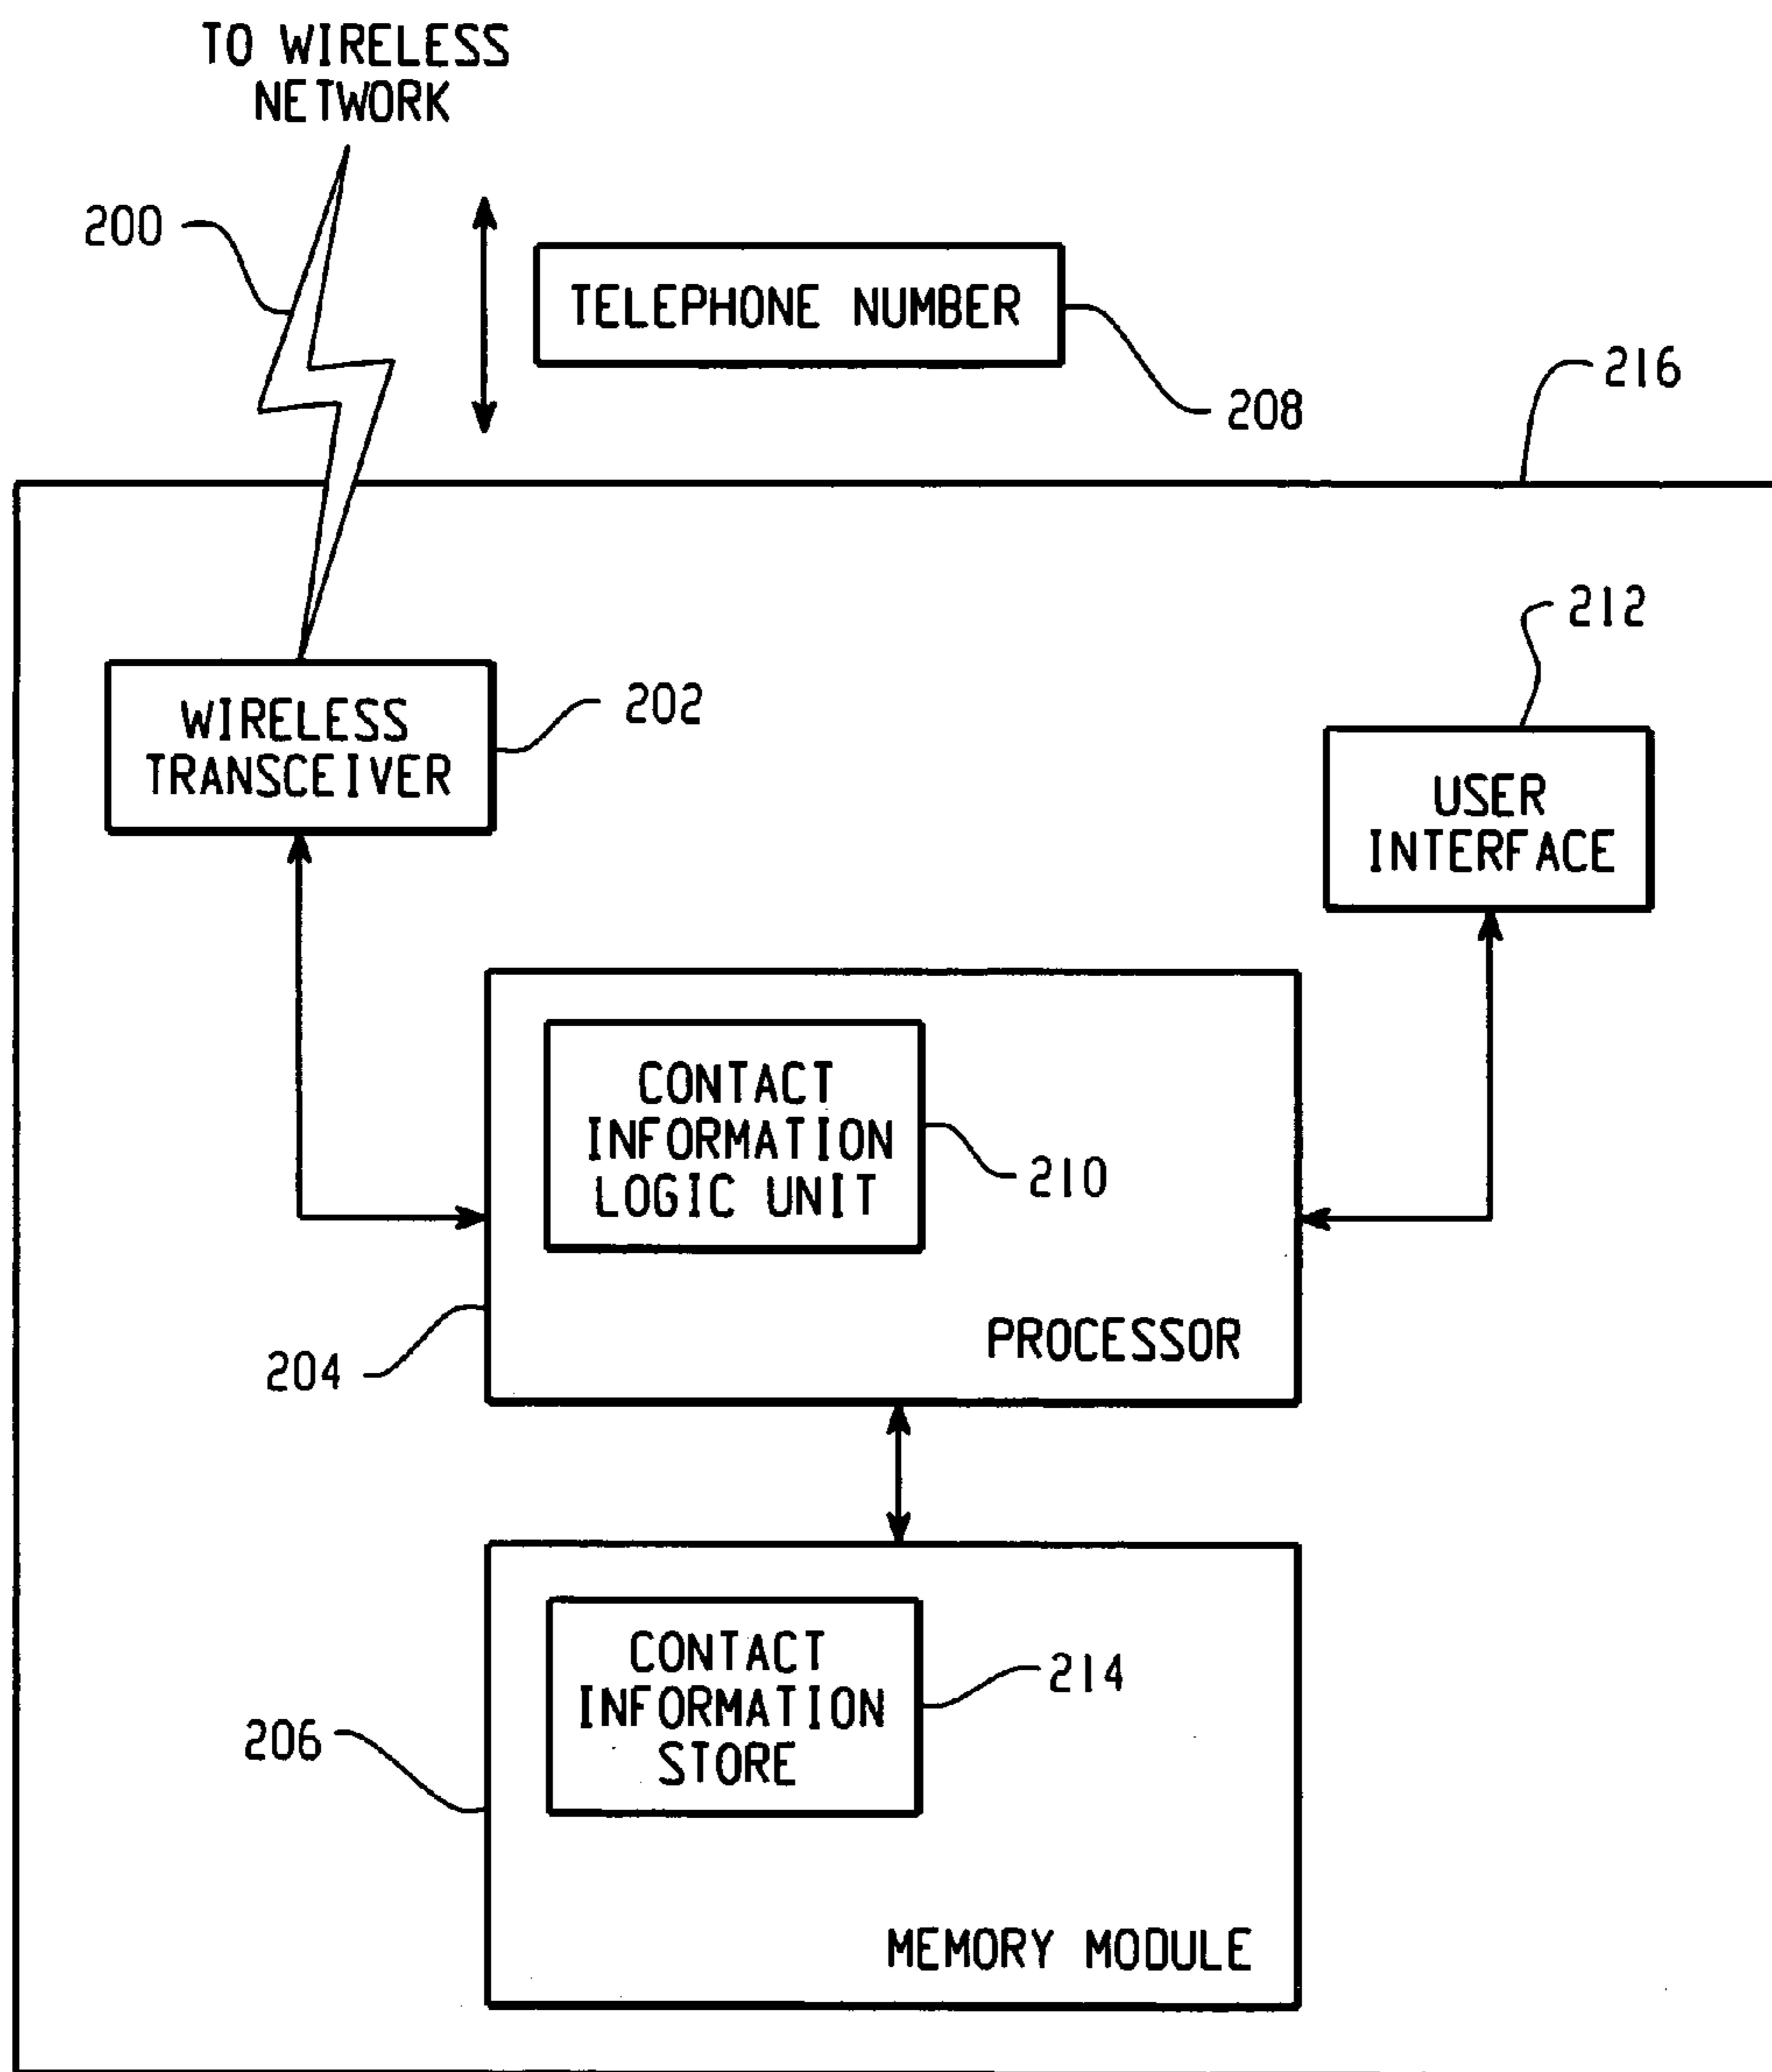 TO WIRELESS
NETWORK
200
TELEPHONE NUMBER
208
216
212
WIRELESS
TRANSCEIVER
202
USER
INTERFACE
CONTACT
INFORMATION
LOGIC UNIT
210
PROCESSOR
204
CONTACT
INFORMATION
STORE
214
206
MEMORY MODULE